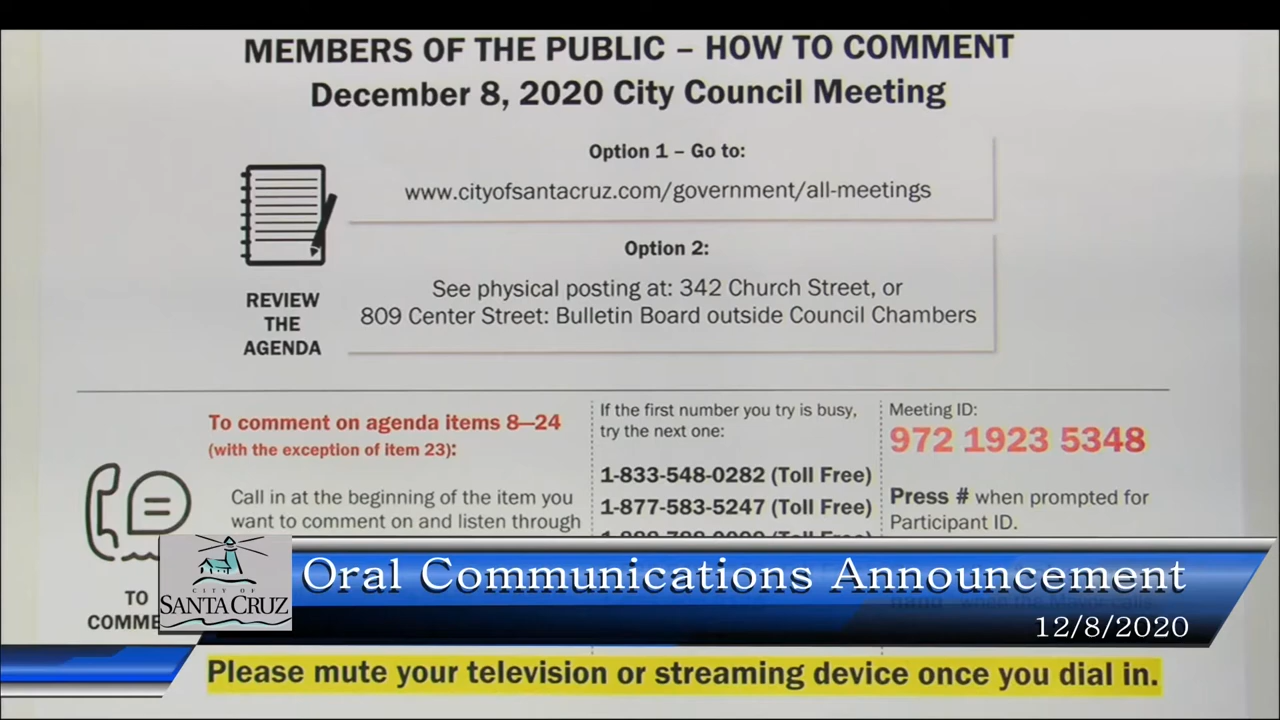 MEMBERS OF THE PUBLIC – HOW TO COMMENT
December 8, 2020 City Council Meeting
Option 1 – Go to:
www.cityofsantacruz.com/government/all-meetings
REVIEW
THE
AGENDA
Option 2:
See physical posting at: 342 Church Street, or
809 Center Street: Bulletin Board outside Council Chambers
To comment on agenda items 8—24
(with the exception of item 23):
Call in at the beginning of the item you
want to comment on and listen through
TO
If the first number you try is busy,
try the next one:
1-833-548-0282 (Toll Free)
1-877-583-5247 (Toll Free)
Meeting ID:
972 1923 5348
Press # when prompted for
Participant ID.
CITY OF
SANTA CRUZ
Oral Communications Announcement
12/8/2020
Please mute your television or streaming device once you dial in.